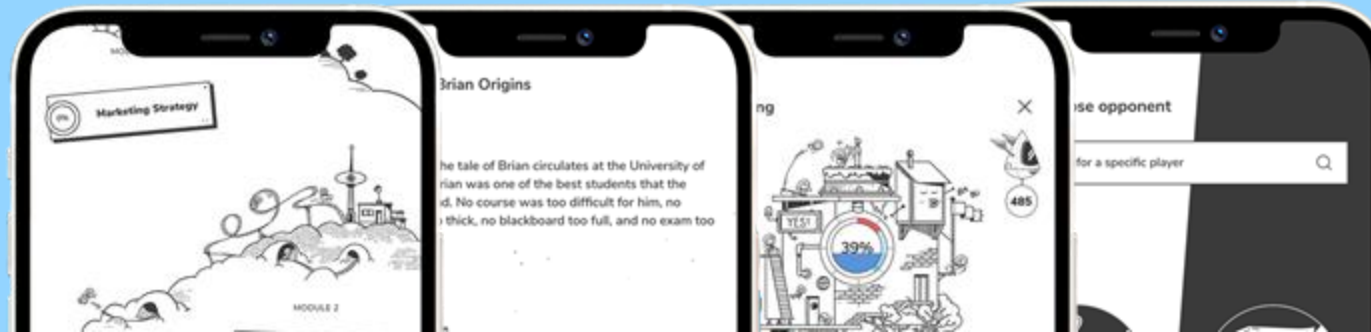 MO
0%
Marketing Strategy
MODULE 2
Brian Origins
he tale of Brian circulates at the University of
rian was one of the best students that the
d. No course was too difficult for him, no
thick, no blackboard too full, and no exam too
ng
YES!
39%
485
ose opponent
for a specific player